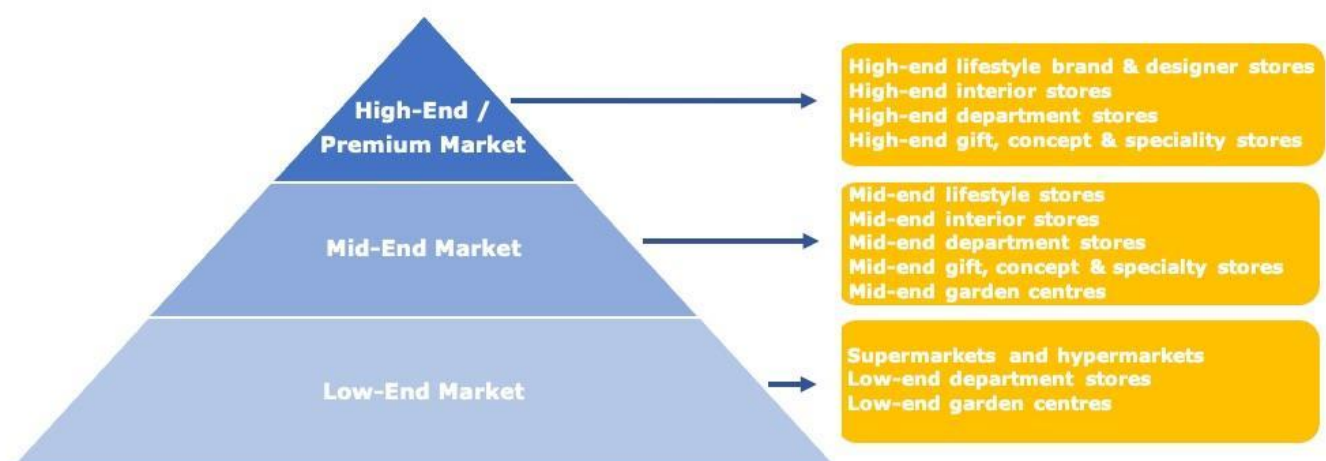 High-End /
Premium Market
High-end lifestyle brand & designer stores
High-end interior stores
High-end department stores
High-end gift, concept & speciality stores
Mid-End Market
Mid-end lifestyle stores
Mid-end interior stores
Mid-end department stores
Mid-end gift, concept & specialty stores
Mid-end garden centres
Low-End Market
Supermarkets and hypermarkets
Low-end department stores
Low-end garden centres